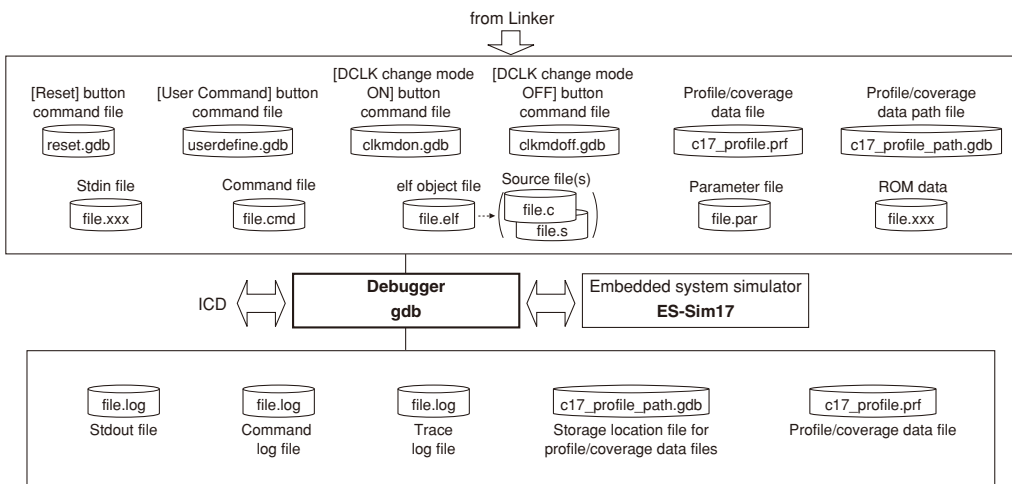 from Linker
[Reset] button
command file
reset.gdb
[User Command] button
command file
userdefine.gdb
[DCLK change mode
ON] button
command file
clkmdon.gdb
[DCLK change mode
OFF] button
command file
clkmdoff.gdb
Profile/coverage
data file
c17_profile.prf
Profile/coverage
data path file
c17_profile_path.gdb
Stdin file
file.xxx
Command file
file.cmd
elf object file
file.elf
Source file(s)
file.c
file.s
Parameter file
file.par
ROM data
file.xxx
ICD
Debugger
gdb
Embedded system simulator
ES-Sim17
file.log
Stdout file
file.log
Command
log file
file.log
Trace
log file
c17_profile_path.gdb
Storage location file for
profile/coverage data files
c17_profile.prf
Profile/coverage data file